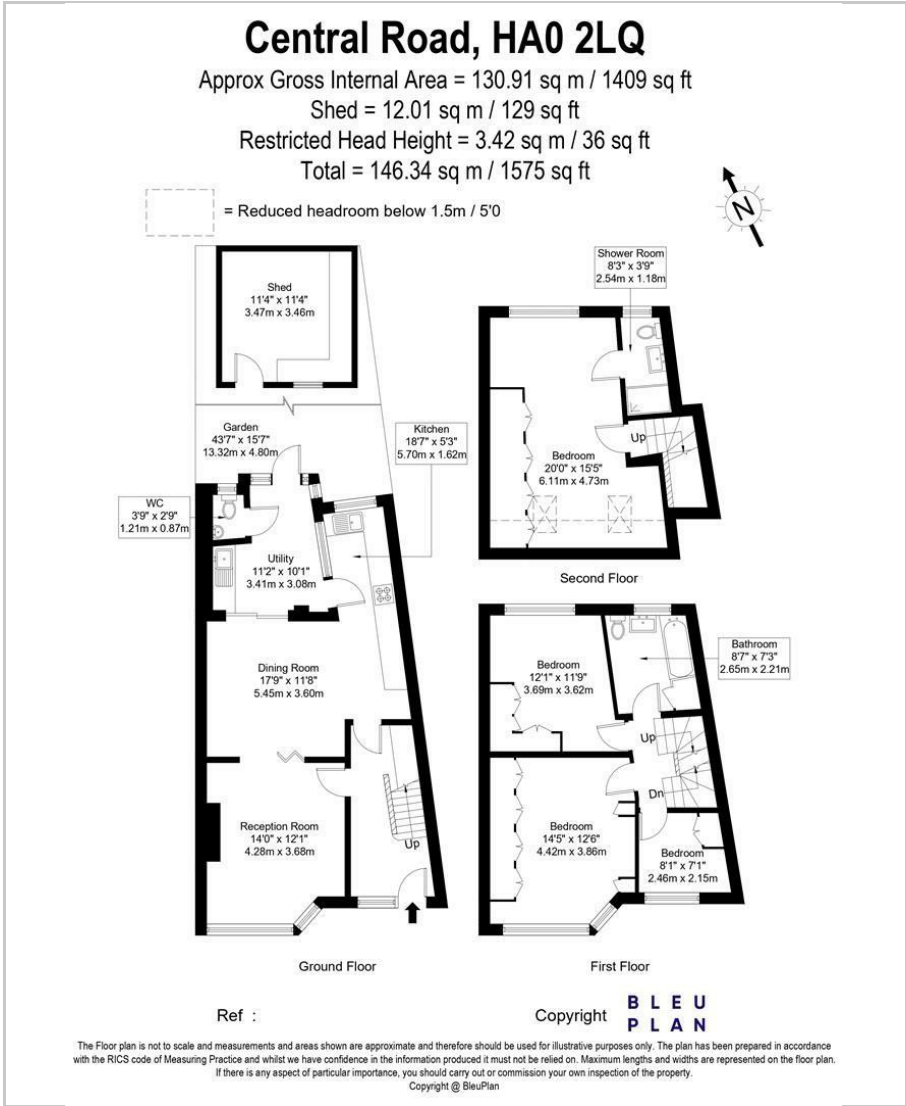 Central Road, HA0 2LQ
Approx Gross Internal Area = 130.91 sq m / 1409 sq ft
Shed = 12.01 sq m / 129 sq ft
Restricted Head Height = 3.42 sq m / 36 sq ft
Total = 146.34 sq m / 1575 sq ft
= Reduced headroom below 1.5m / 5'0
N
Shed
11'4" x 11'4"
3.47m x 3.46m
Garden
43'7" x 15'7"
13.32m x 4.80m
Kitchen
18'7" x 5'3"
5.70m x 1.62m
WC
3'9" x 2'9"
1.21m x 0.87m
Utility
11'2" x 10'1"
3.41m x 3.08m
Dining Room
17'9" x 11'8"
5.45m x 3.60m
Reception Room
14'0" x 12'1"
4.28m x 3.68m
Up
Ground Floor
Shower Room
8'3" x 3'9"
2.54m x 1.18m
Up
Bedroom
20'0" x 15'5"
6.11m x 4.73m
Second Floor
Bathroom
8'7" x 7'3"
2.65m x 2.21m
Bedroom
12'1" x 11'9"
3.69m x 3.62m
Up
Dn
Bedroom
14'5" x 12'6"
4.42m x 3.86m
Bedroom
8'1" x 7'1"
2.46m x 2.15m
First Floor
Ref :
Copyright
BLEU
PLAN
The Floor plan is not to scale and measurements and areas shown are approximate and therefore should be used for illustrative purposes only. The plan has been prepared in accordance
with the RICS code of Measuring Practice and whilst we have confidence in the information produced it must not be relied on. Maximum lengths and widths are represented on the floor plan.
If there is any aspect of particular importance, you should carry out or commission your own inspection of the property.
Copyright @ BleuPlan